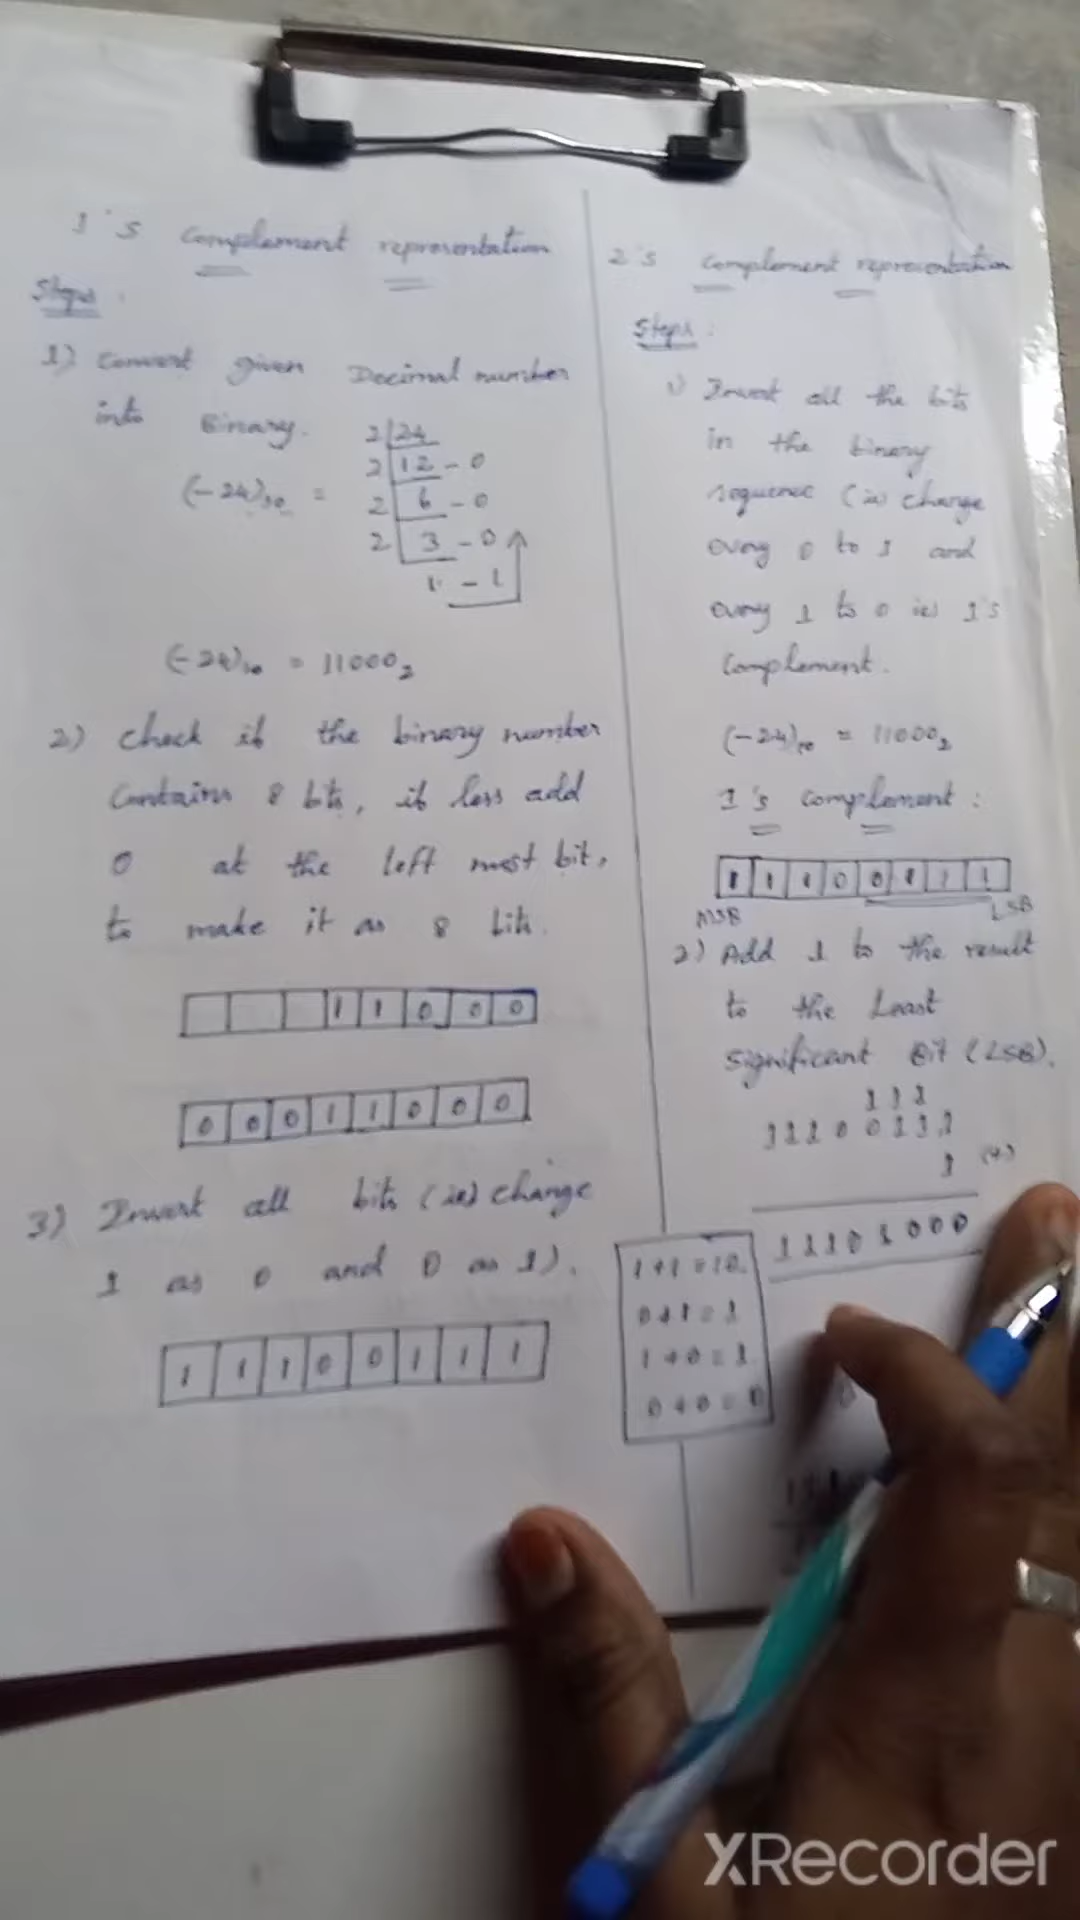 1's complement representation
Steps:
1) Convert given Decimal number
into Binary.
2 24
2 12 - 0
(-24)10 =
2 6 - 0
2 3 - 0
1 - 1
(-24)10 = 110002
2) Check if the binary number
contains 8 bits, if less add
0 at the left most bit,
to make it as 8 bits.
1 1 0 0 0
0 0 0 1 1 0 0 0
3) Invert all bits (ie) change
1 as 0 and 0 as 1).
1 1 1 0 0 1 1 1
2's complement representation
Steps:
1) Invert all the bits
in the binary
sequence (ie) change
every 0 to 1 and
every 1 to 0 ie) 1's
complement.
(-24)10 = 110002
1's complement:
1 1 1 0 0 1 1 1
MSB LSB
2) Add 1 to the result
to the Least
significant Bit (LSB).
1 1 1
1 1 1 0 0 1 1 1
1 (+)
1 1 1 0 1 0 0 0
1 + 1 = 10
0 + 1 = 1
1 + 0 = 1
0 + 0 = 0
XRecorder